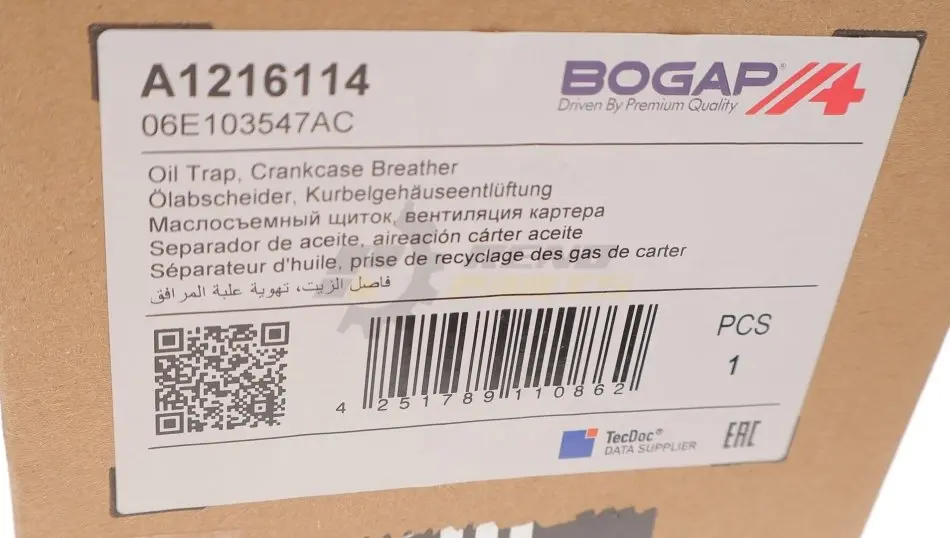 A1216114
06E103547AC
BOGAP®
Driven By Premium Quality
Oil Trap, Crankcase Breather
Ölabscheider, Kurbelgehäuseentlüftung
Маслосъемный щиток, вентиляция картера
Separador de aceite, aireación cárter aceite
Séparateur d'huile, prise de recyclage des gas de carter
فاصل الزيت، تهوية علبة المرافق
4 251789 110862
PCS
1
TecDoc®
DATA SUPPLIER
EAC